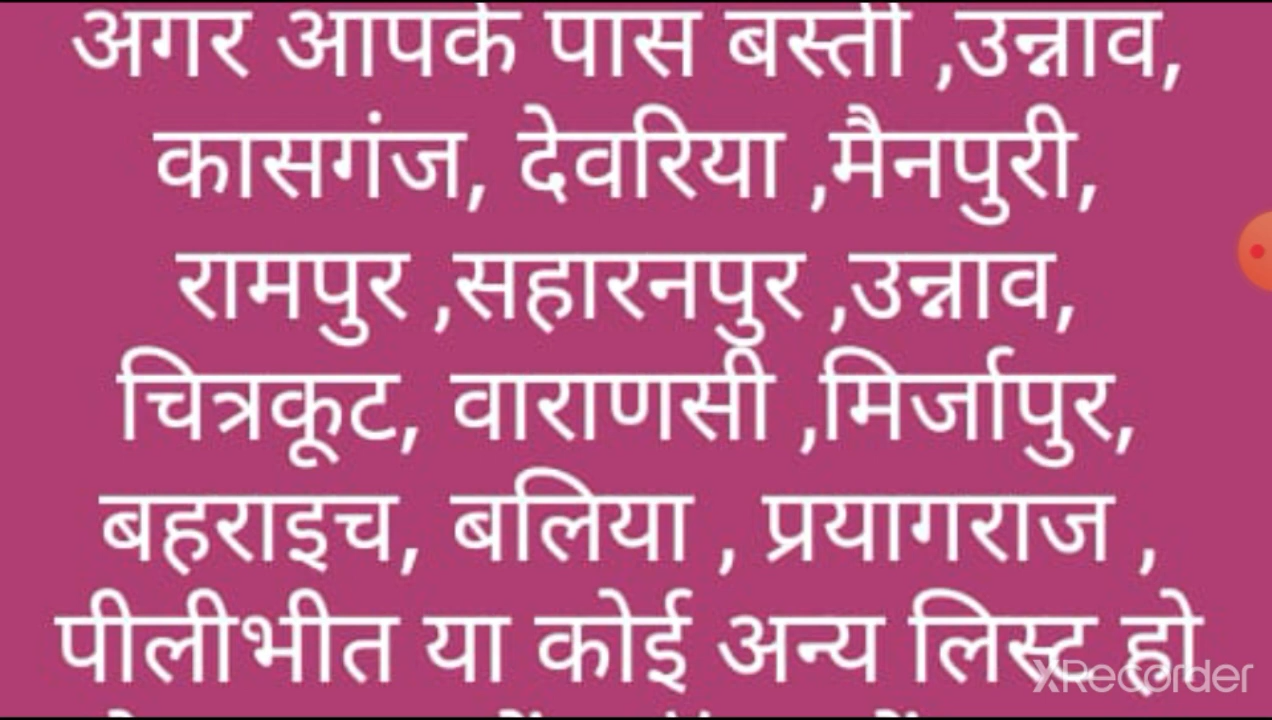 अगर आपके पास बस्ती ,उन्नाव,
कासगंज, देवरिया ,मैनपुरी,
रामपुर ,सहारनपुर ,उन्नाव,
चित्रकूट, वाराणसी ,मिर्जापुर,
बहराइच, बलिया , प्रयागराज ,
पीलीभीत या कोई अन्य लिस्ट हो
XRecorder